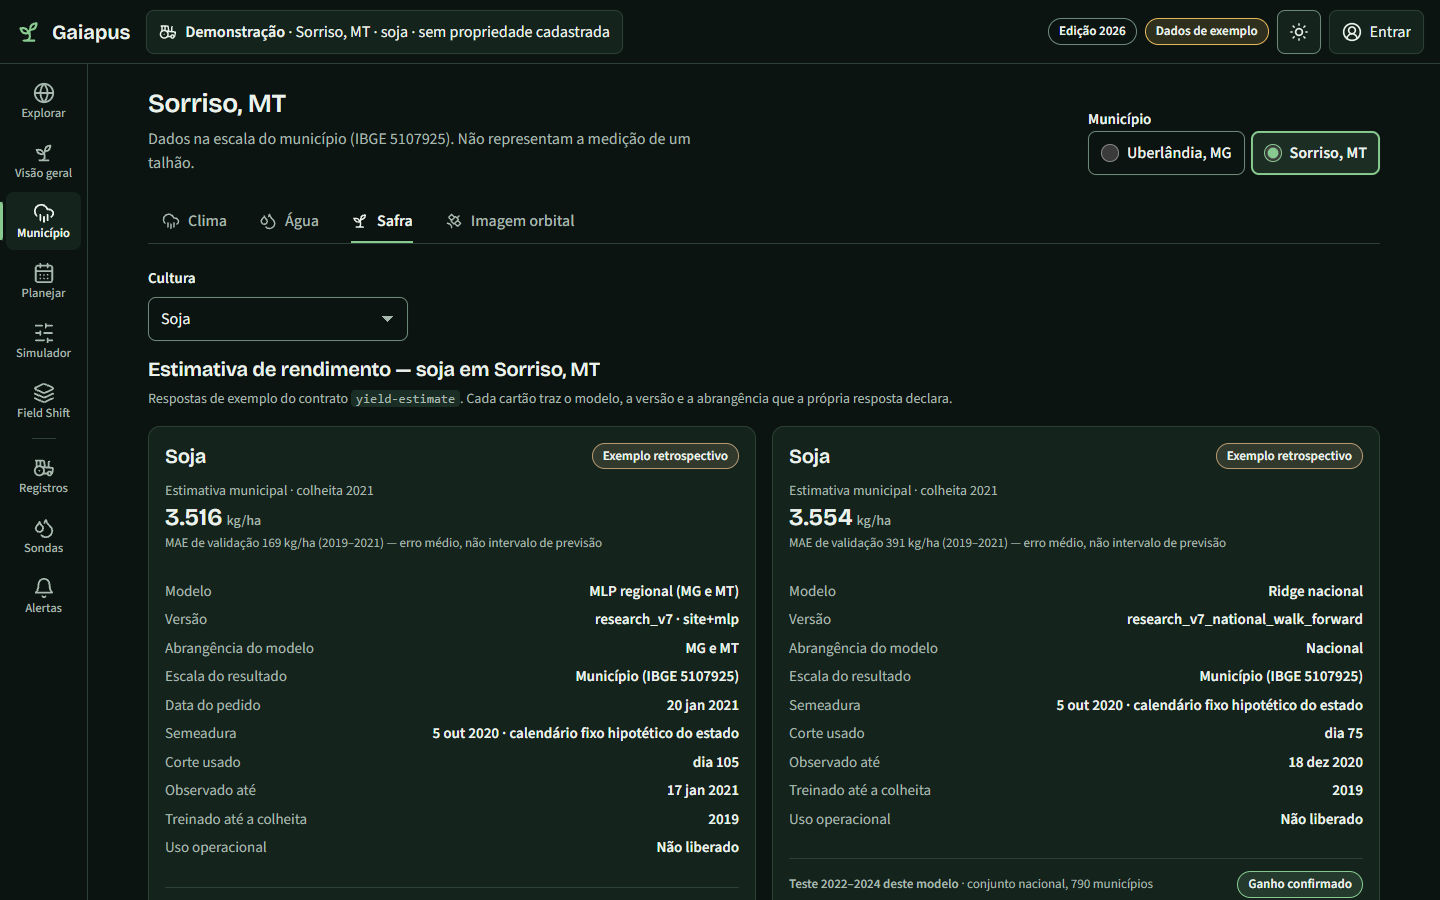 Gaiapus
Demonstração · Sorriso, MT · soja · sem propriedade cadastrada
Edição 2026
Dados de exemplo
Entrar
Explorar
Visão geral
Município
Planejar
Simulador
Field Shift
Registros
Sondas
Alertas
Sorriso, MT
Dados na escala do município (IBGE 5107925). Não representam a medição de um
talhão.
Município
Uberlândia, MG
Sorriso, MT
Clima
Água
Safra
Imagem orbital
Cultura
Soja
Estimativa de rendimento — soja em Sorriso, MT
Respostas de exemplo do contrato yield-estimate. Cada cartão traz o modelo, a versão e a abrangência que a própria resposta declara.
Soja
Exemplo retrospectivo
Estimativa municipal · colheita 2021
3.516 kg/ha
MAE de validação 169 kg/ha (2019–2021) — erro médio, não intervalo de previsão
Modelo MLP regional (MG e MT)
Versão research_v7 · site+mlp
Abrangência do modelo MG e MT
Escala do resultado Município (IBGE 5107925)
Data do pedido 20 jan 2021
Semeadura 5 out 2020 · calendário fixo hipotético do estado
Corte usado dia 105
Observado até 17 jan 2021
Treinado até a colheita 2019
Uso operacional Não liberado
Soja
Exemplo retrospectivo
Estimativa municipal · colheita 2021
3.554 kg/ha
MAE de validação 391 kg/ha (2019–2021) — erro médio, não intervalo de previsão
Modelo Ridge nacional
Versão research_v7_national_walk_forward
Abrangência do modelo Nacional
Escala do resultado Município (IBGE 5107925)
Semeadura 5 out 2020 · calendário fixo hipotético do estado
Corte usado dia 75
Observado até 18 dez 2020
Treinado até a colheita 2019
Uso operacional Não liberado
Teste 2022–2024 deste modelo · conjunto nacional, 790 municípios
Ganho confirmado